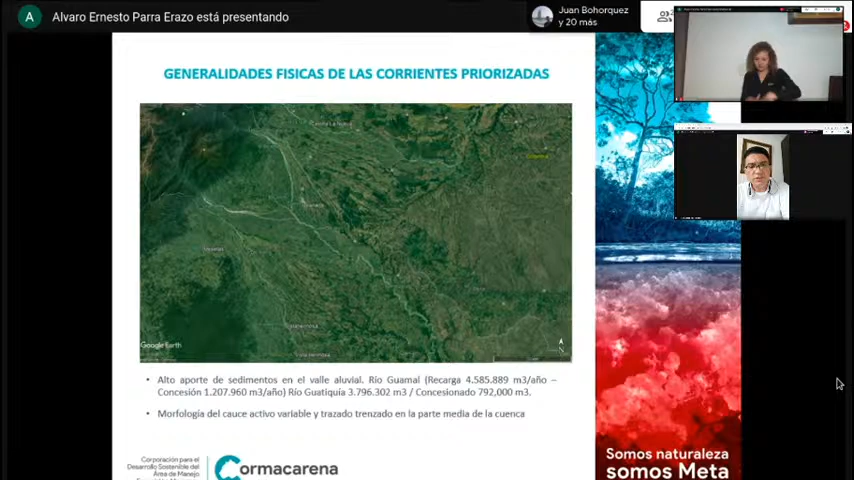 A
Alvaro Ernesto Parra Erazo está presentando
Juan Bohorquez
y 20 más
GENERALIDADES FISICAS DE LAS CORRIENTES PRIORIZADAS
Google Earth
• Alto aporte de sedimentos en el valle aluvial. Río Guamal (Recarga 4.585.889 m3/año –
Concesión 1.207.960 m3/año) Río Guatiquía 3.796.302 m3 / Concesionado 792,000 m3.
• Morfología del cauce activo variable y trazado trenzado en la parte media de la cuenca
Corporación para el
Desarrollo Sostenible del
Área de Manejo
Cormacarena
Somos naturaleza
somos Meta